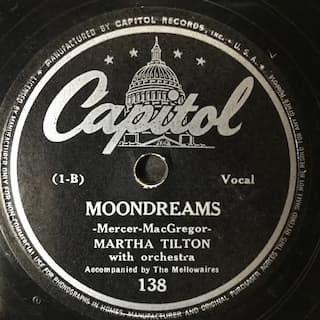 MANUFACTURED BY CAPITOL RECORDS, INC. • U.S.A.
Capitol
(1-B)
Vocal
MOONDREAMS
-Mercer-MacGregor-
MARTHA TILTON
with orchestra
Accompanied by The Mellowaires
138